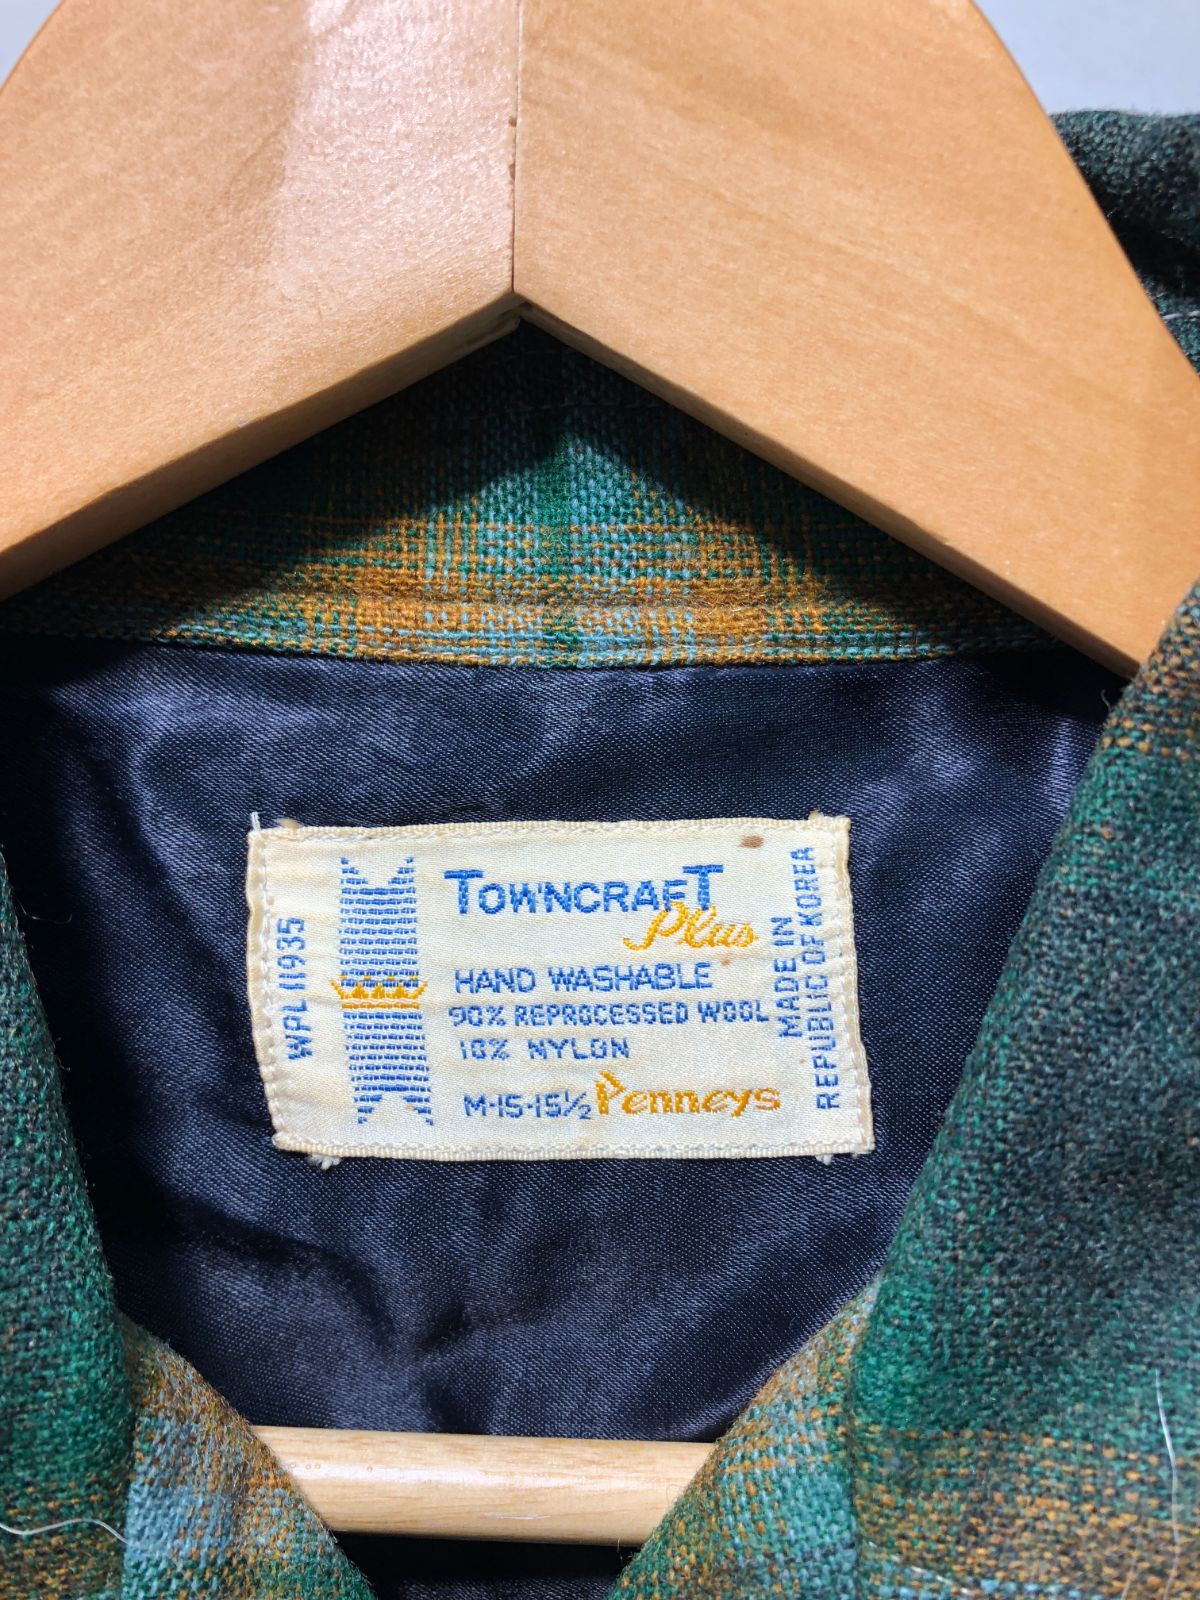 WPL 11935
TOWNCRAFT
Plus
HAND WASHABLE
90% REPROCESSED WOOL
10% NYLON
M-15-15½ Penneys
MADE IN
REPUBLIC OF KOREA